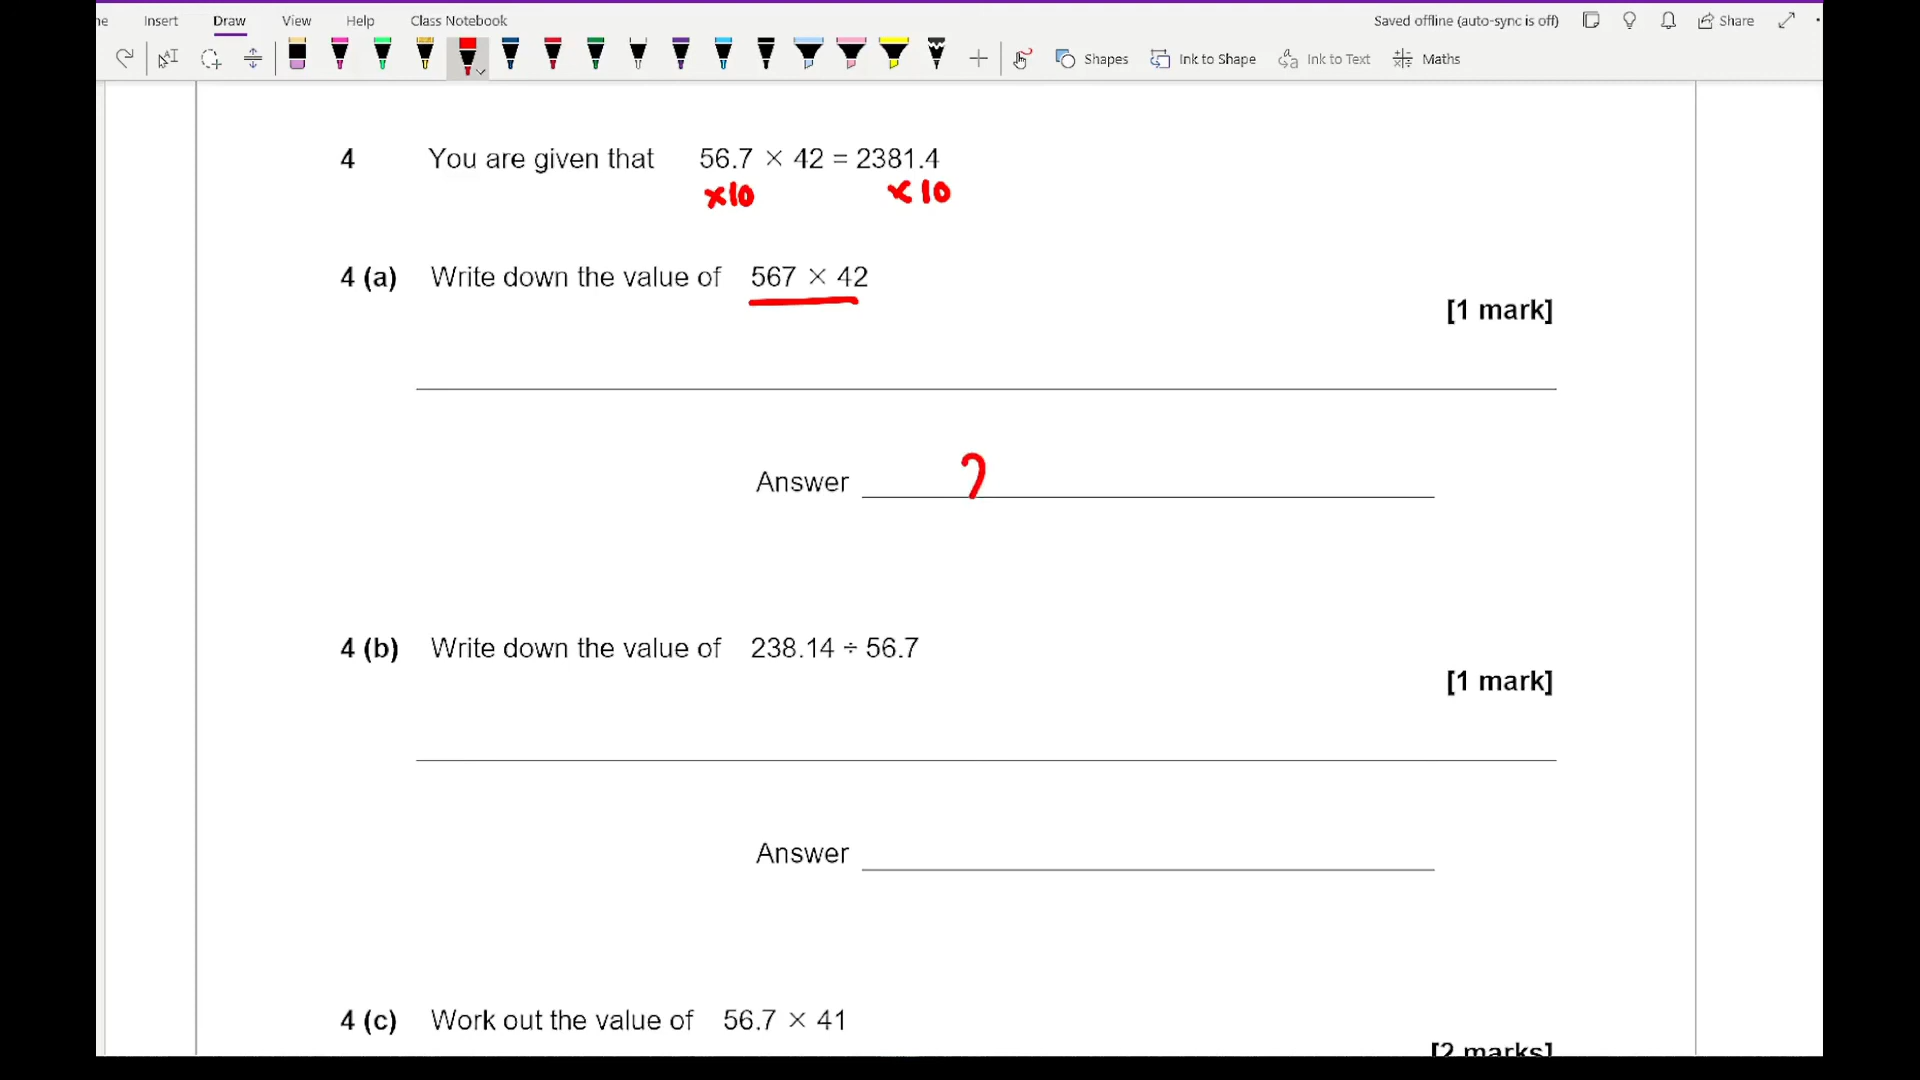 Insert Draw View Help Class Notebook Saved offline (auto-sync is off) Share
Shapes Ink to Shape Ink to Text Maths
4 You are given that 56.7 × 42 = 2381.4
×10 ×10
4 (a) Write down the value of 567 × 42
[1 mark]
Answer 2
4 (b) Write down the value of 238.14 ÷ 56.7
[1 mark]
Answer
4 (c) Work out the value of 56.7 × 41
[2 marks]